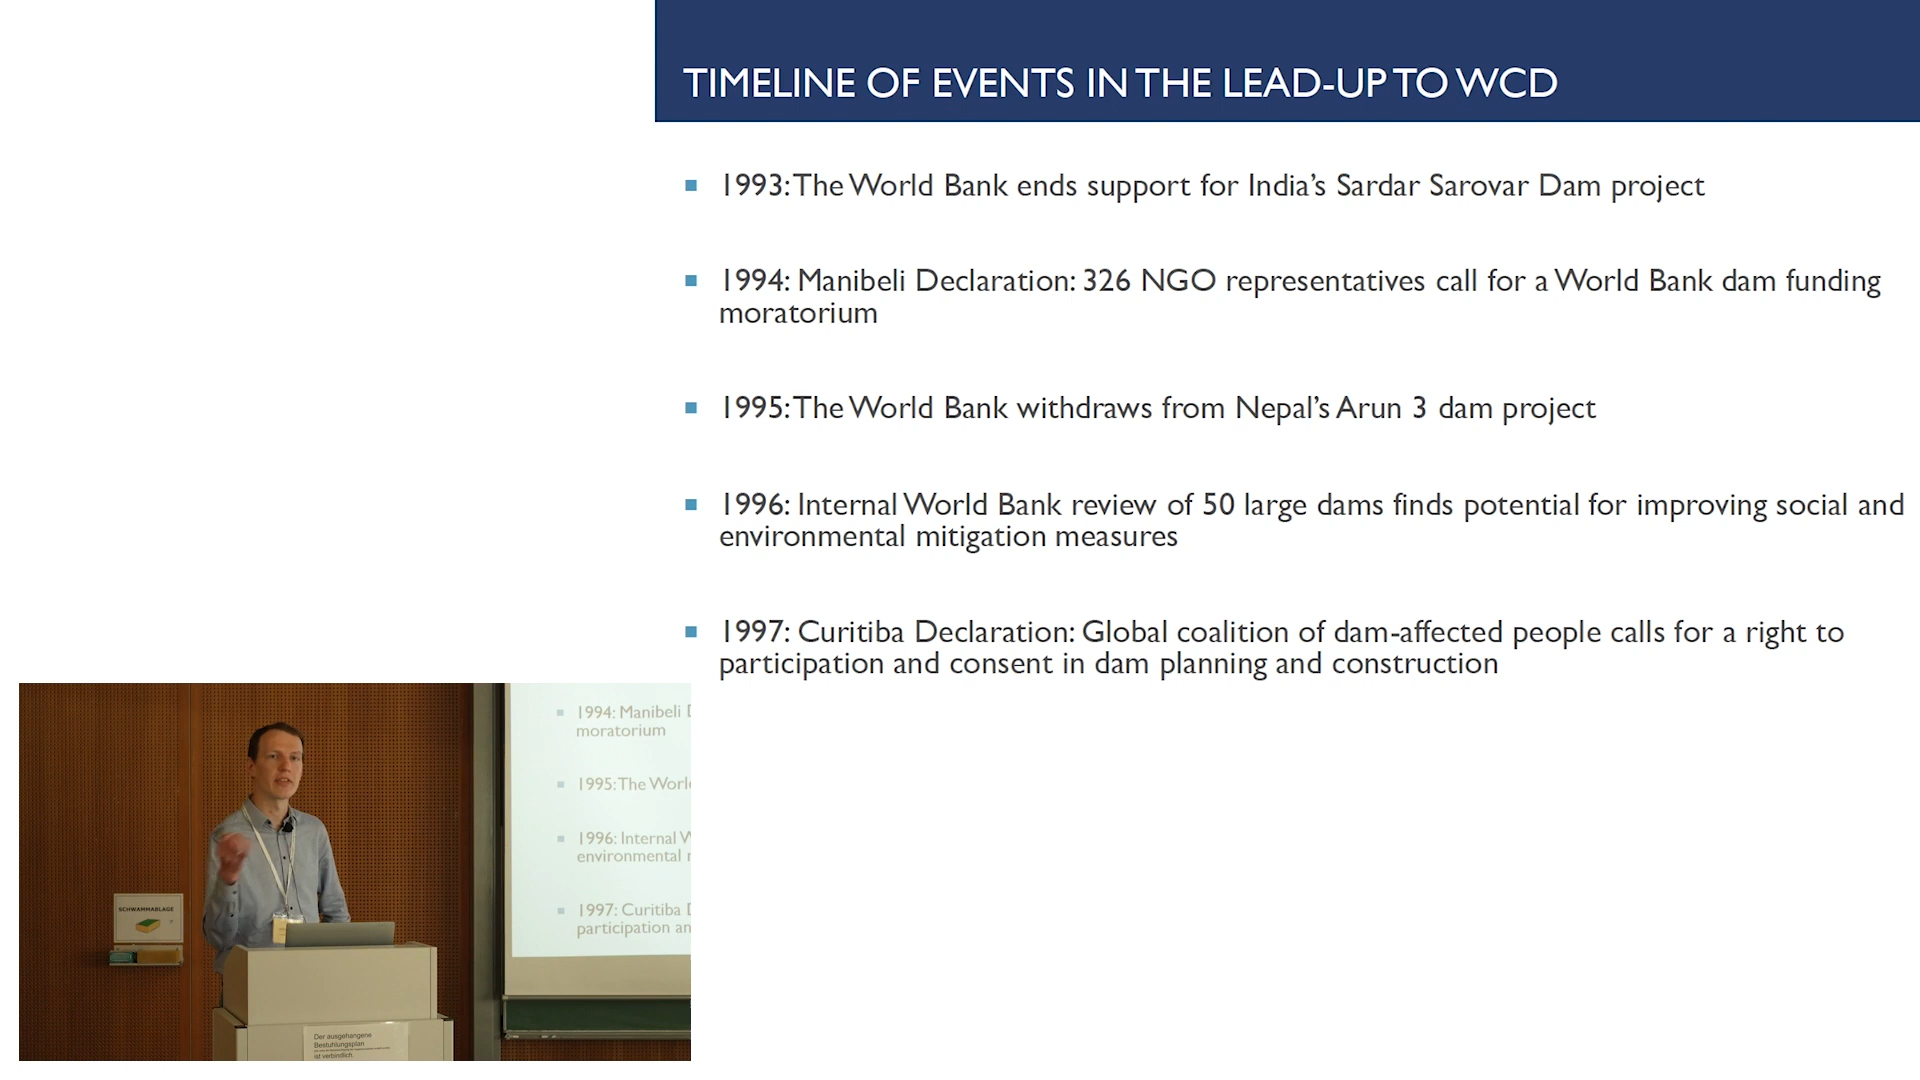 TIMELINE OF EVENTS IN THE LEAD-UP TO WCD
1993: The World Bank ends support for India’s Sardar Sarovar Dam project
1994: Manibeli Declaration: 326 NGO representatives call for a World Bank dam funding
moratorium
1995: The World Bank withdraws from Nepal’s Arun 3 dam project
1996: Internal World Bank review of 50 large dams finds potential for improving social and
environmental mitigation measures
1997: Curitiba Declaration: Global coalition of dam-affected people calls for a right to
participation and consent in dam planning and construction
1994: Manibeli
moratorium
1995: The
1996: Internal
environmental
1997: Curitiba
participation
SCHWAMMABLAGE
Der ausgehangene
Bestuhlungsplan
ist verbindlich.